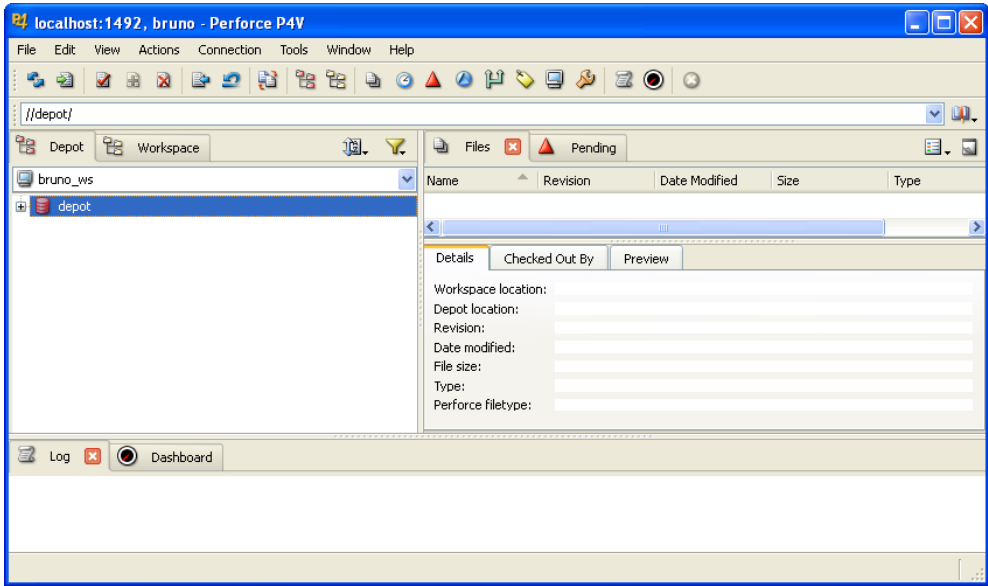 localhost:1492, bruno - Perforce P4V
File Edit View Actions Connection Tools Window Help
//depot/
Depot Workspace
Files Pending
bruno_ws
Name Revision Date Modified Size Type
depot
Details Checked Out By Preview
Workspace location:
Depot location:
Revision:
Date modified:
File size:
Type:
Perforce filetype:
Log Dashboard